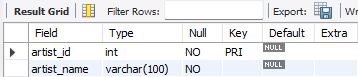 Result Grid Filter Rows: Export: Wr
Field Type Null Key Default Extra
artist_id int NO PRI NULL
artist_name varchar(100) NO NULL